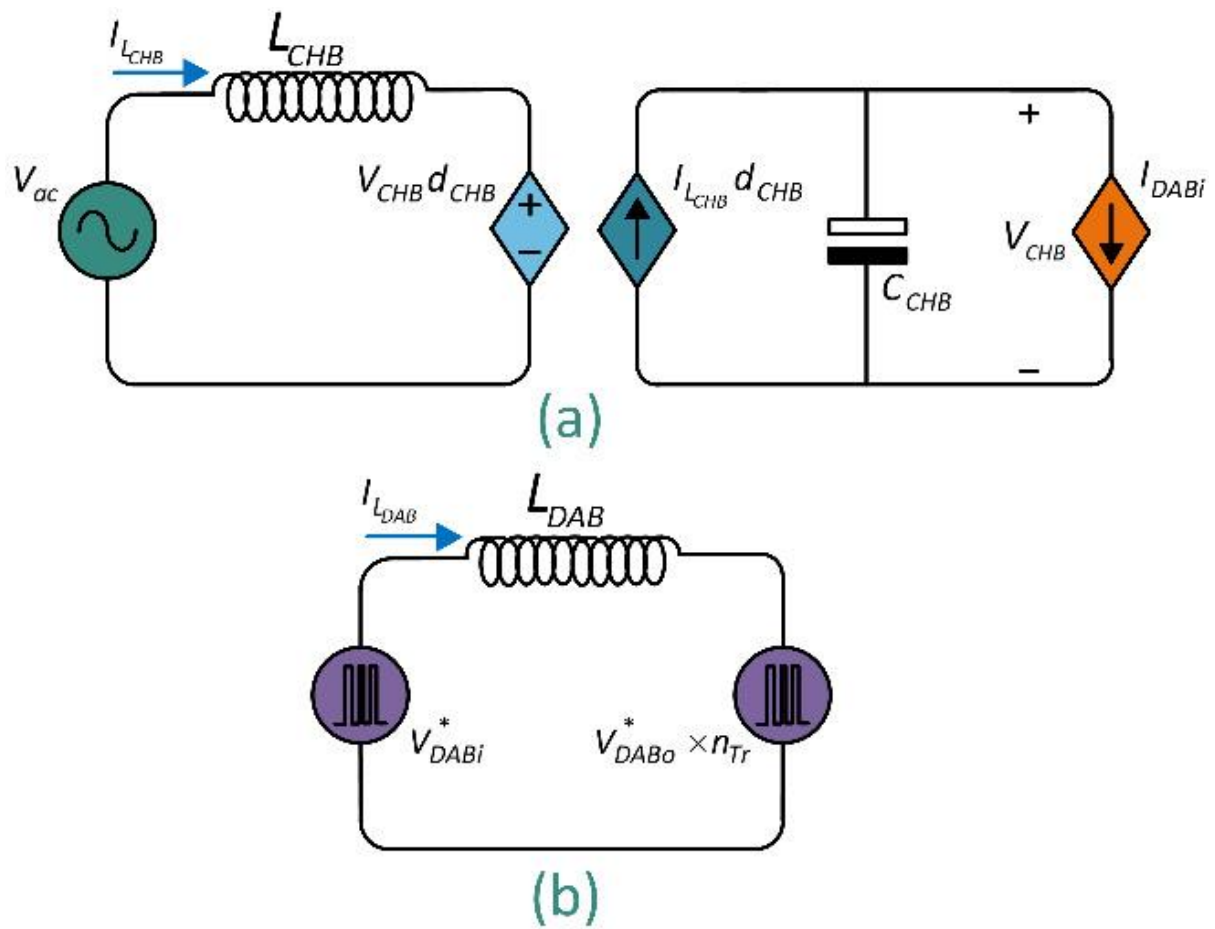 I_{L_{CHB}}
L_{CHB}
V_{ac}
V_{CHB} d_{CHB}
+
−
I_{L_{CHB}} d_{CHB}
C_{CHB}
+
V_{CHB}
−
I_{DABi}
(a)
I_{L_{DAB}}
L_{DAB}
V^{*}_{DABi}
V^{*}_{DABo} × n_{Tr}
(b)